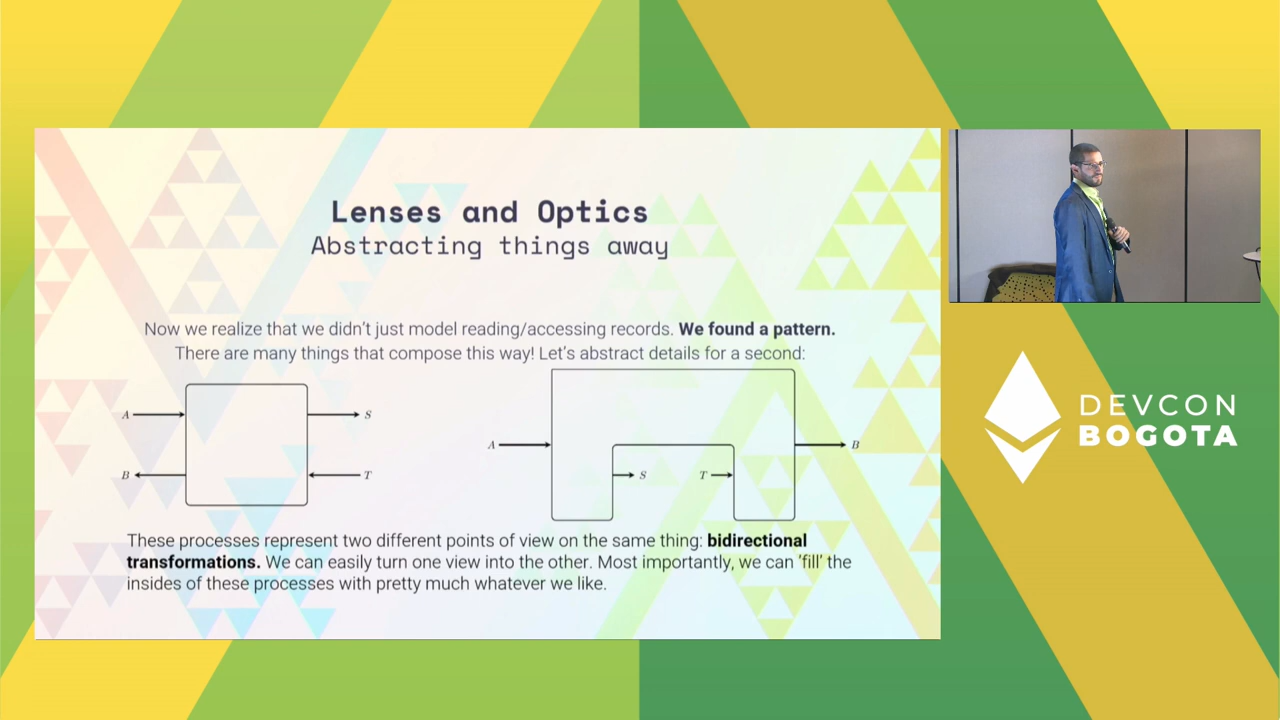 Lenses and Optics
Abstracting things away
Now we realize that we didn't just model reading/accessing records. We found a pattern.
There are many things that compose this way! Let's abstract details for a second:
A
S
B
T
A
B
S
T
These processes represent two different points of view on the same thing: bidirectional
transformations. We can easily turn one view into the other. Most importantly, we can 'fill' the
insides of these processes with pretty much whatever we like.
DEVCON
BOGOTA